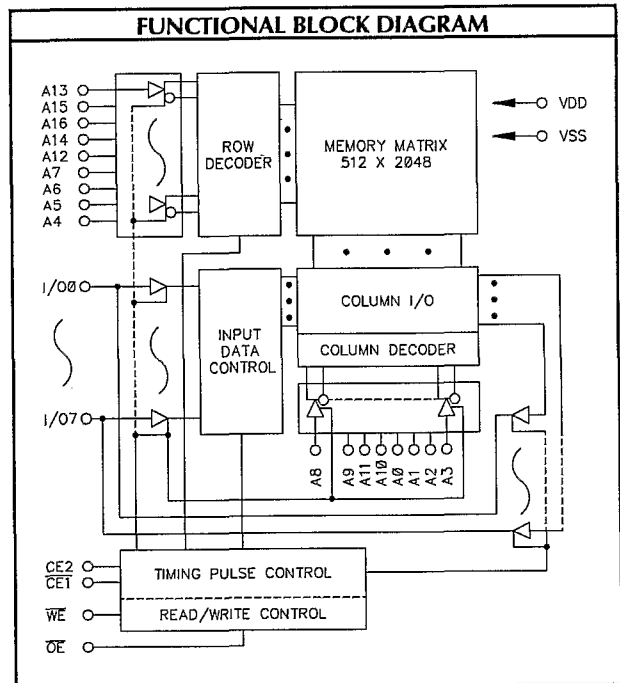 FUNCTIONAL BLOCK DIAGRAM
A13
A15
A16
A14
A12
A7
A6
A5
A4
ROW
DECODER
MEMORY MATRIX
512 X 2048
VDD
VSS
I/O0
I/O7
INPUT
DATA
CONTROL
COLUMN I/O
COLUMN DECODER
A8
A9
A11
A10
A0
A1
A2
A3
CE2
CE1
WE
OE
TIMING PULSE CONTROL
READ/WRITE CONTROL